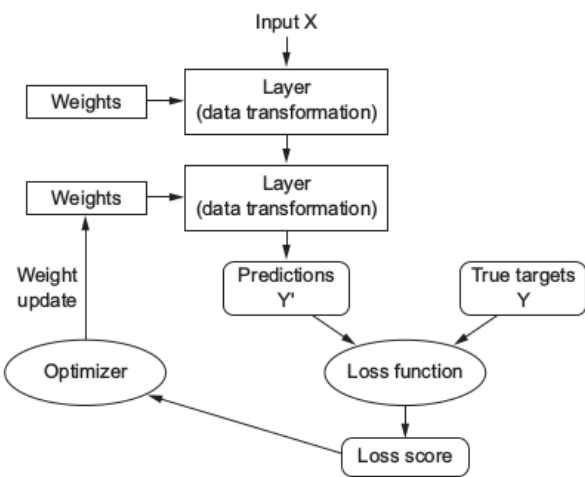 Input X
Weights
Layer
(data transformation)
Weights
Layer
(data transformation)
Weight
update
Predictions
Y'
True targets
Y
Optimizer
Loss function
Loss score